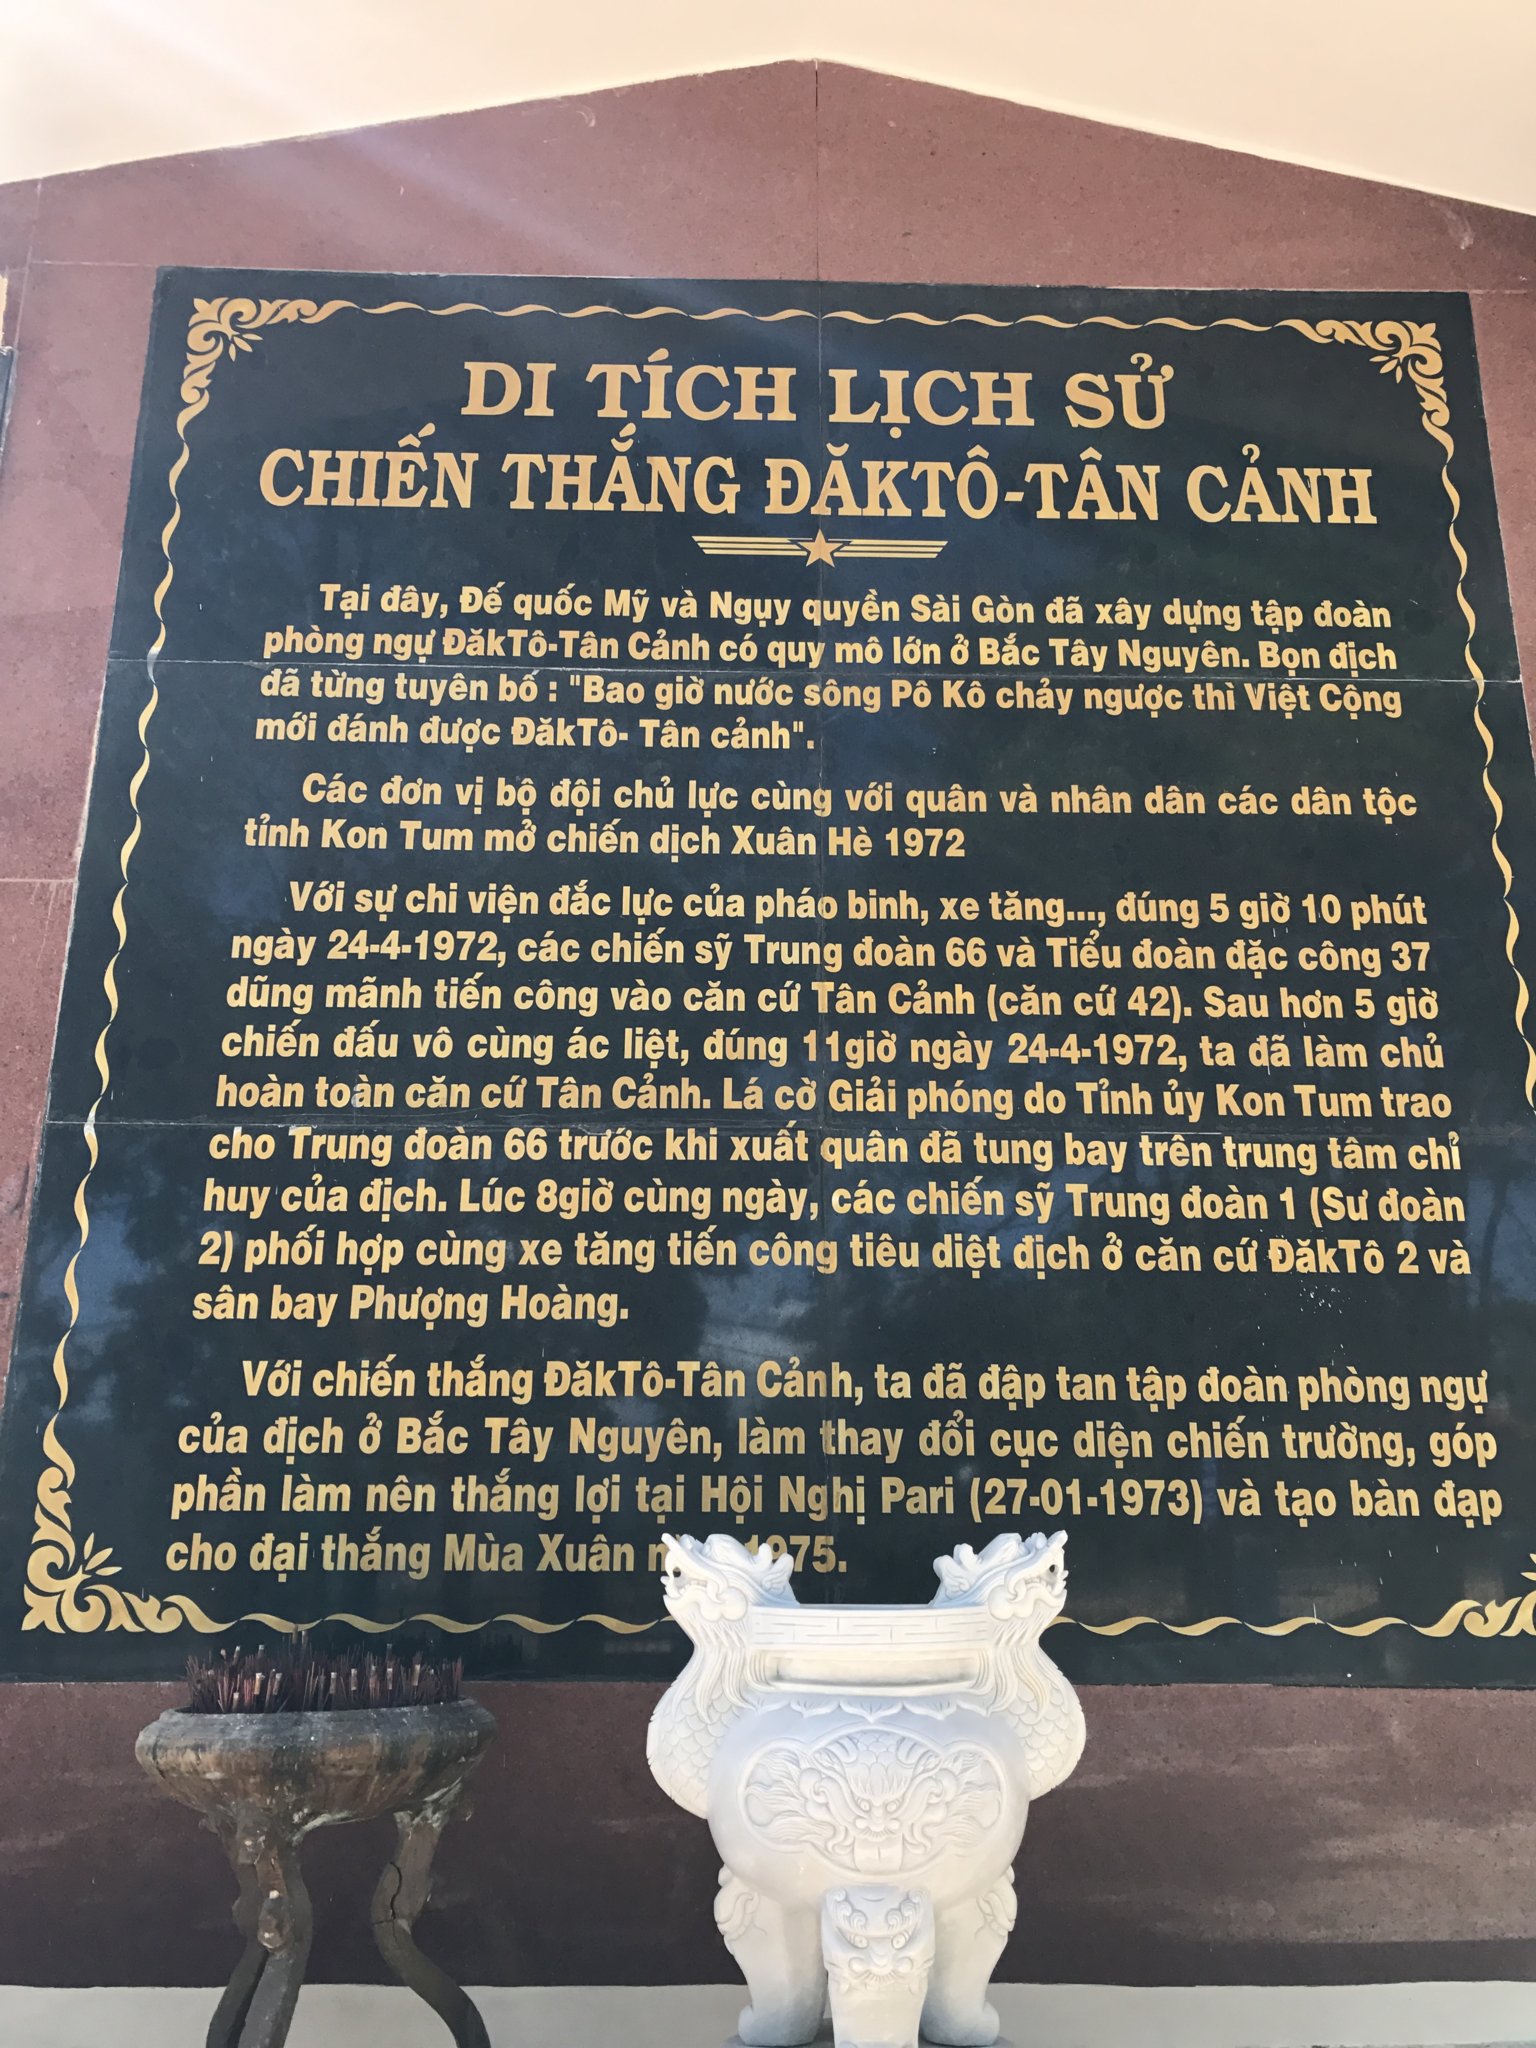 DI TÍCH LỊCH SỬ
CHIẾN THẮNG ĐĂKTÔ-TÂN CẢNH
Tại đây, Đế quốc Mỹ và Ngụy quyền Sài Gòn đã xây dựng tập đoàn
phòng ngự ĐăkTô-Tân Cảnh có quy mô lớn ở Bắc Tây Nguyên. Bọn địch
đã từng tuyên bố : "Bao giờ nước sông Pô Kô chảy ngược thì Việt Cộng
mới đánh được ĐăkTô- Tân cảnh".
Các đơn vị bộ đội chủ lực cùng với quân và nhân dân các dân tộc
tỉnh Kon Tum mở chiến dịch Xuân Hè 1972
Với sự chi viện đắc lực của pháo binh, xe tăng..., đúng 5 giờ 10 phút
ngày 24-4-1972, các chiến sỹ Trung đoàn 66 và Tiểu đoàn đặc công 37
dũng mãnh tiến công vào căn cứ Tân Cảnh (căn cứ 42). Sau hơn 5 giờ
chiến đấu vô cùng ác liệt, đúng 11giờ ngày 24-4-1972, ta đã làm chủ
hoàn toàn căn cứ Tân Cảnh. Lá cờ Giải phóng do Tỉnh ủy Kon Tum trao
cho Trung đoàn 66 trước khi xuất quân đã tung bay trên trung tâm chỉ
huy của địch. Lúc 8giờ cùng ngày, các chiến sỹ Trung đoàn 1 (Sư đoàn
2) phối hợp cùng xe tăng tiến công tiêu diệt địch ở căn cứ ĐăkTô 2 và
sân bay Phượng Hoàng.
Với chiến thắng ĐăkTô-Tân Cảnh, ta đã đập tan tập đoàn phòng ngự
của địch ở Bắc Tây Nguyên, làm thay đổi cục diện chiến trường, góp
phần làm nên thắng lợi tại Hội Nghị Pari (27-01-1973) và tạo bàn đạp
cho đại thắng Mùa Xuân 1975.